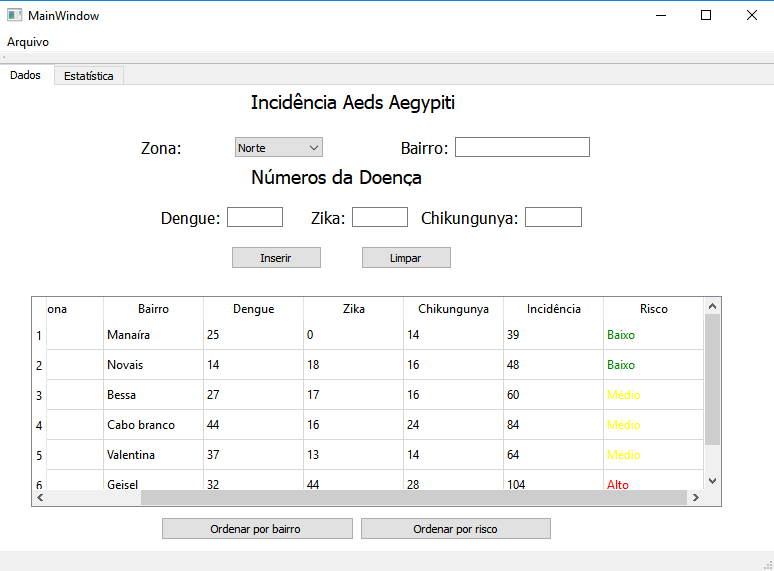 MainWindow
Arquivo
Dados Estatística
Incidência Aeds Aegypiti
Zona: Norte Bairro:
Números da Doença
Dengue: Zika: Chikungunya:
Inserir Limpar
ona Bairro Dengue Zika Chikungunya Incidência Risco
1 Manaíra 25 0 14 39 Baixo
2 Novais 14 18 16 48 Baixo
3 Bessa 27 17 16 60 Médio
4 Cabo branco 44 16 24 84 Médio
5 Valentina 37 13 14 64 Médio
6 Geisel 32 44 28 104 Alto
Ordenar por bairro Ordenar por risco